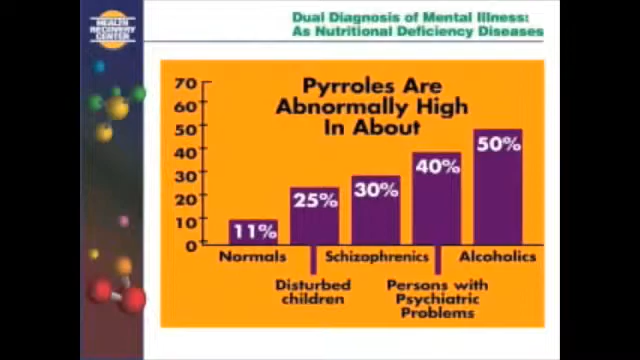 HEALTH
RECOVERY
CENTER
Dual Diagnosis of Mental Illness:
As Nutritional Deficiency Diseases
Pyrroles Are
Abnormally High
In About
70
60
50
40
30
20
10
0
11%
25%
30%
40%
50%
Normals
Schizophrenics
Alcoholics
Disturbed
children
Persons with
Psychiatric
Problems